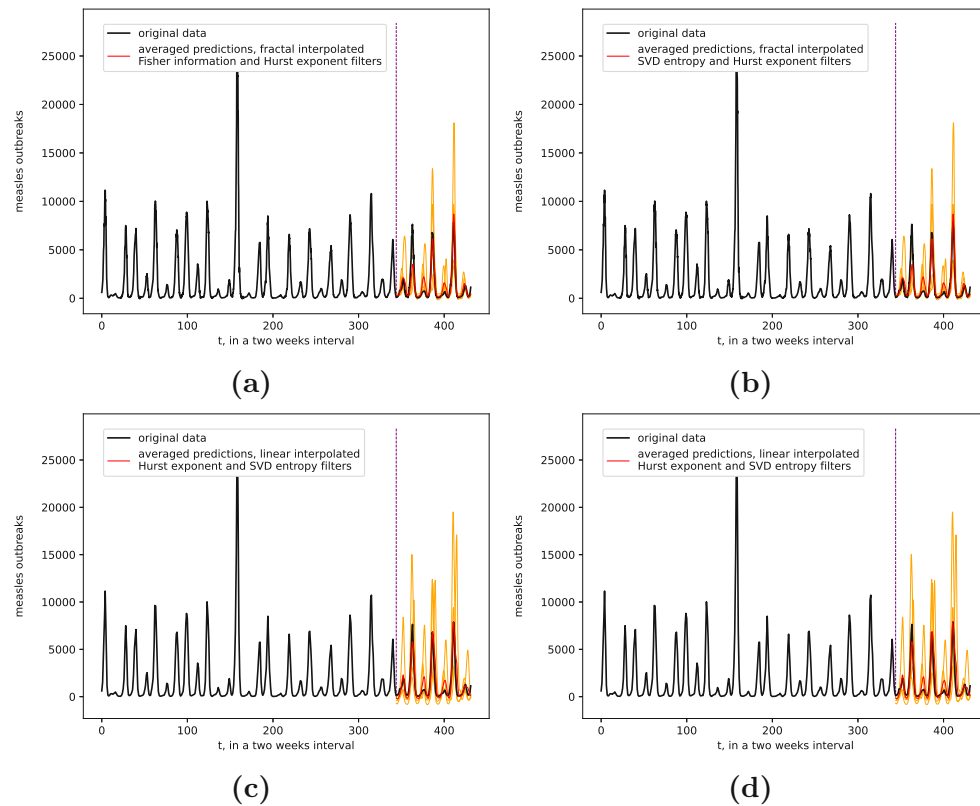 original data
averaged predictions, fractal interpolated
Fisher information and Hurst exponent filters
25000
20000
15000
10000
5000
0
measles outbreaks
0 100 200 300 400
t, in a two weeks interval
(a)
original data
averaged predictions, fractal interpolated
SVD entropy and Hurst exponent filters
25000
20000
15000
10000
5000
0
measles outbreaks
0 100 200 300 400
t, in a two weeks interval
(b)
original data
averaged predictions, linear interpolated
Hurst exponent and SVD entropy filters
25000
20000
15000
10000
5000
0
measles outbreaks
0 100 200 300 400
t, in a two weeks interval
(c)
original data
averaged predictions, linear interpolated
Hurst exponent and SVD entropy filters
25000
20000
15000
10000
5000
0
measles outbreaks
0 100 200 300 400
t, in a two weeks interval
(d)